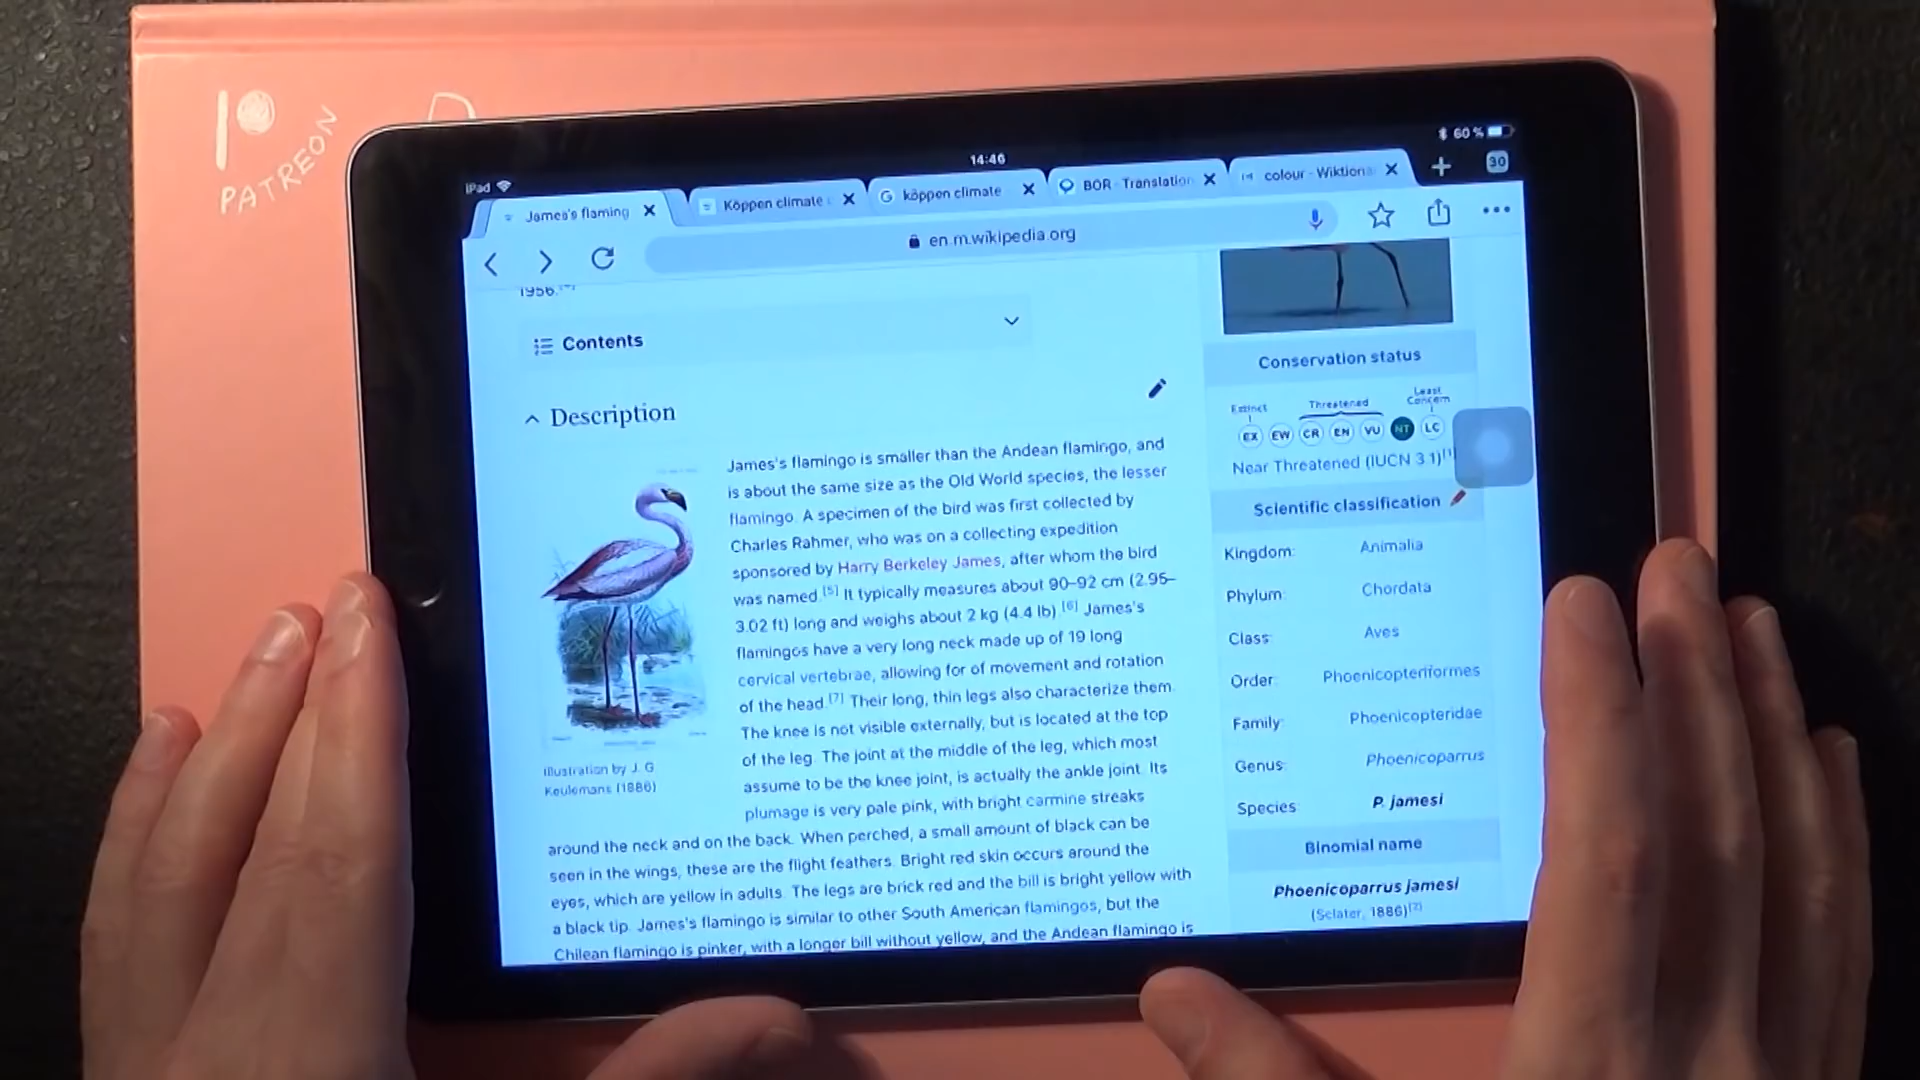 PATREON
iPad
14:46
60 %
James's flaming
Köppen climate
köppen climate
BOR - Translation
colour - Wiktiona
30
en.m.wikipedia.org
1956.
Contents
Description
James's flamingo is smaller than the Andean flamingo, and
is about the same size as the Old World species, the lesser
flamingo. A specimen of the bird was first collected by
Charles Rahmer, who was on a collecting expedition
sponsored by Harry Berkeley James, after whom the bird
was named.[5] It typically measures about 90–92 cm (2.95–
3.02 ft) long and weighs about 2 kg (4.4 lb).[6] James's
flamingos have a very long neck made up of 19 long
cervical vertebrae, allowing for of movement and rotation
of the head.[7] Their long, thin legs also characterize them.
The knee is not visible externally, but is located at the top
of the leg. The joint at the middle of the leg, which most
assume to be the knee joint, is actually the ankle joint. Its
plumage is very pale pink, with bright carmine streaks
around the neck and on the back. When perched, a small amount of black can be
seen in the wings; these are the flight feathers. Bright red skin occurs around the
eyes, which are yellow in adults. The legs are brick red and the bill is bright yellow with
a black tip. James's flamingo is similar to other South American flamingos, but the
Chilean flamingo is pinker, with a longer bill without yellow, and the Andean flamingo is
Illustration by J. G.
Keulemans (1886)
Conservation status
Extinct
Threatened
Least
Concern
EX EW CR EN VU NT LC
Near Threatened (IUCN 3.1)[1]
Scientific classification
Kingdom: Animalia
Phylum: Chordata
Class: Aves
Order: Phoenicopteriformes
Family: Phoenicopteridae
Genus: Phoenicoparrus
Species: P. jamesi
Binomial name
Phoenicoparrus jamesi
(Sclater, 1886)[2]